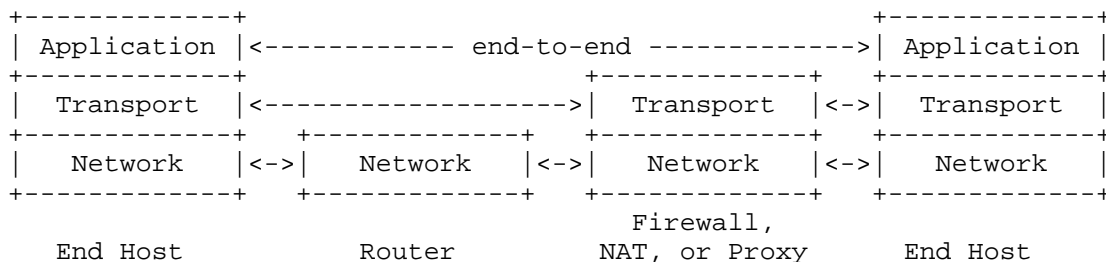 +-------------+                                       +-------------+
| Application |<------------ end-to-end ------------->| Application |
+-------------+                     +-------------+   +-------------+
|  Transport  |<------------------->|  Transport  |<->|  Transport  |
+-------------+   +-------------+   +-------------+   +-------------+
|   Network   |<->|   Network   |<->|   Network   |<->|   Network   |
+-------------+   +-------------+   +-------------+   +-------------+
                                       Firewall,
   End Host           Router         NAT, or Proxy      End Host